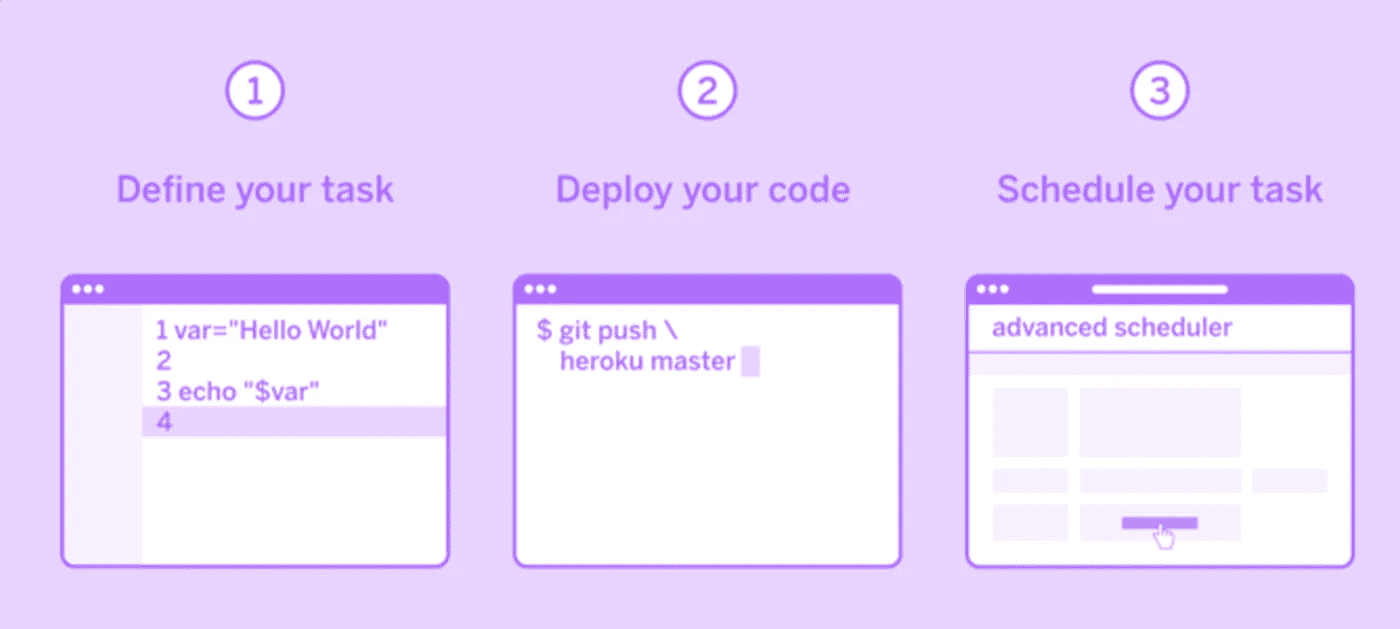 1
Define your task
1 var="Hello World"
2
3 echo "$var"
4
2
Deploy your code
$ git push \
heroku master
3
Schedule your task
advanced scheduler